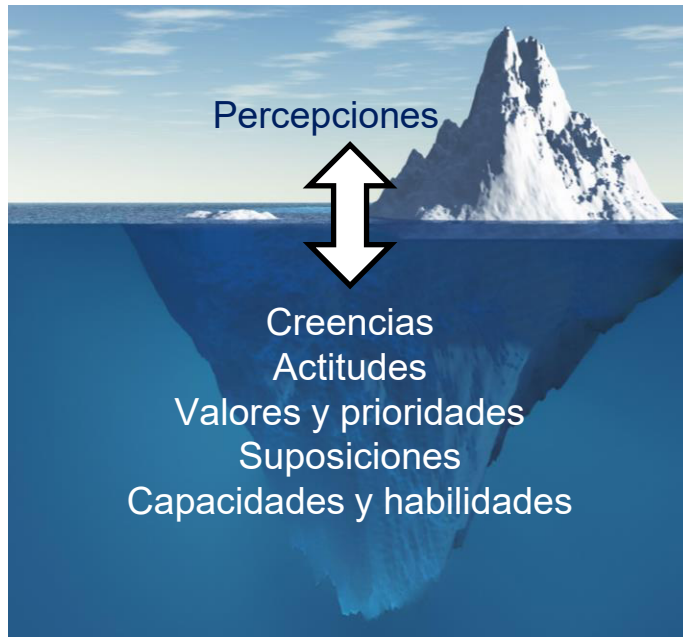 Percepciones
Creencias
Actitudes
Valores y prioridades
Suposiciones
Capacidades y habilidades